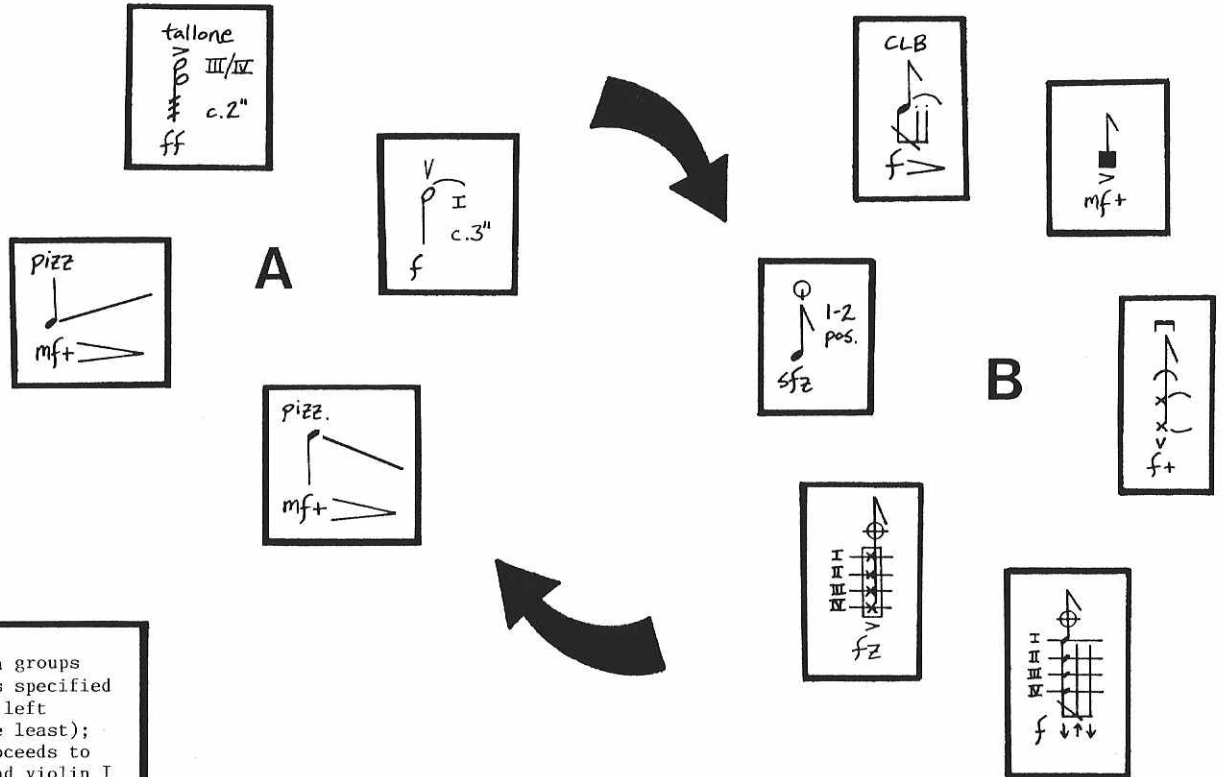 tallone
III/IV
c.2"
ff
I
c.3"
f
pizz
mf+
A
pizz.
mf+
CLB
f
mf+
1-2
pos.
sfz
B
f+
I
II
III
IV
fz
I
II
III
IV
f
groups
s specified
left
e least);
oceeds to
nd violin I